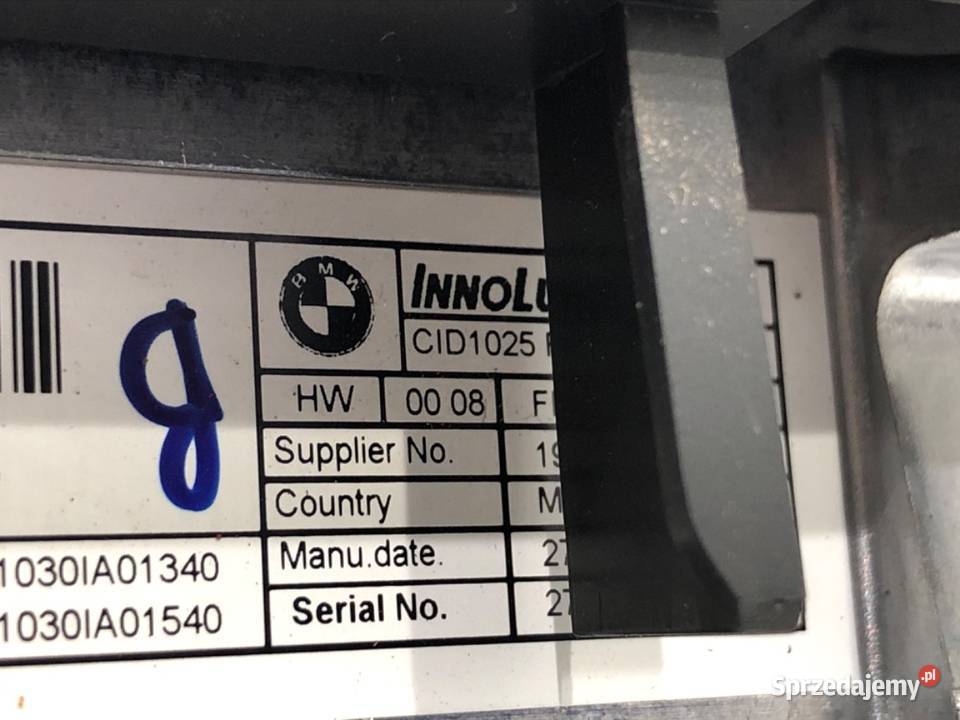 BMW
INNOLU
CID1025
HW 00 08
Supplier No.
Country
Manu.date.
Serial No.
1030IA01340
1030IA01540
g
Sprzedajemy.pl